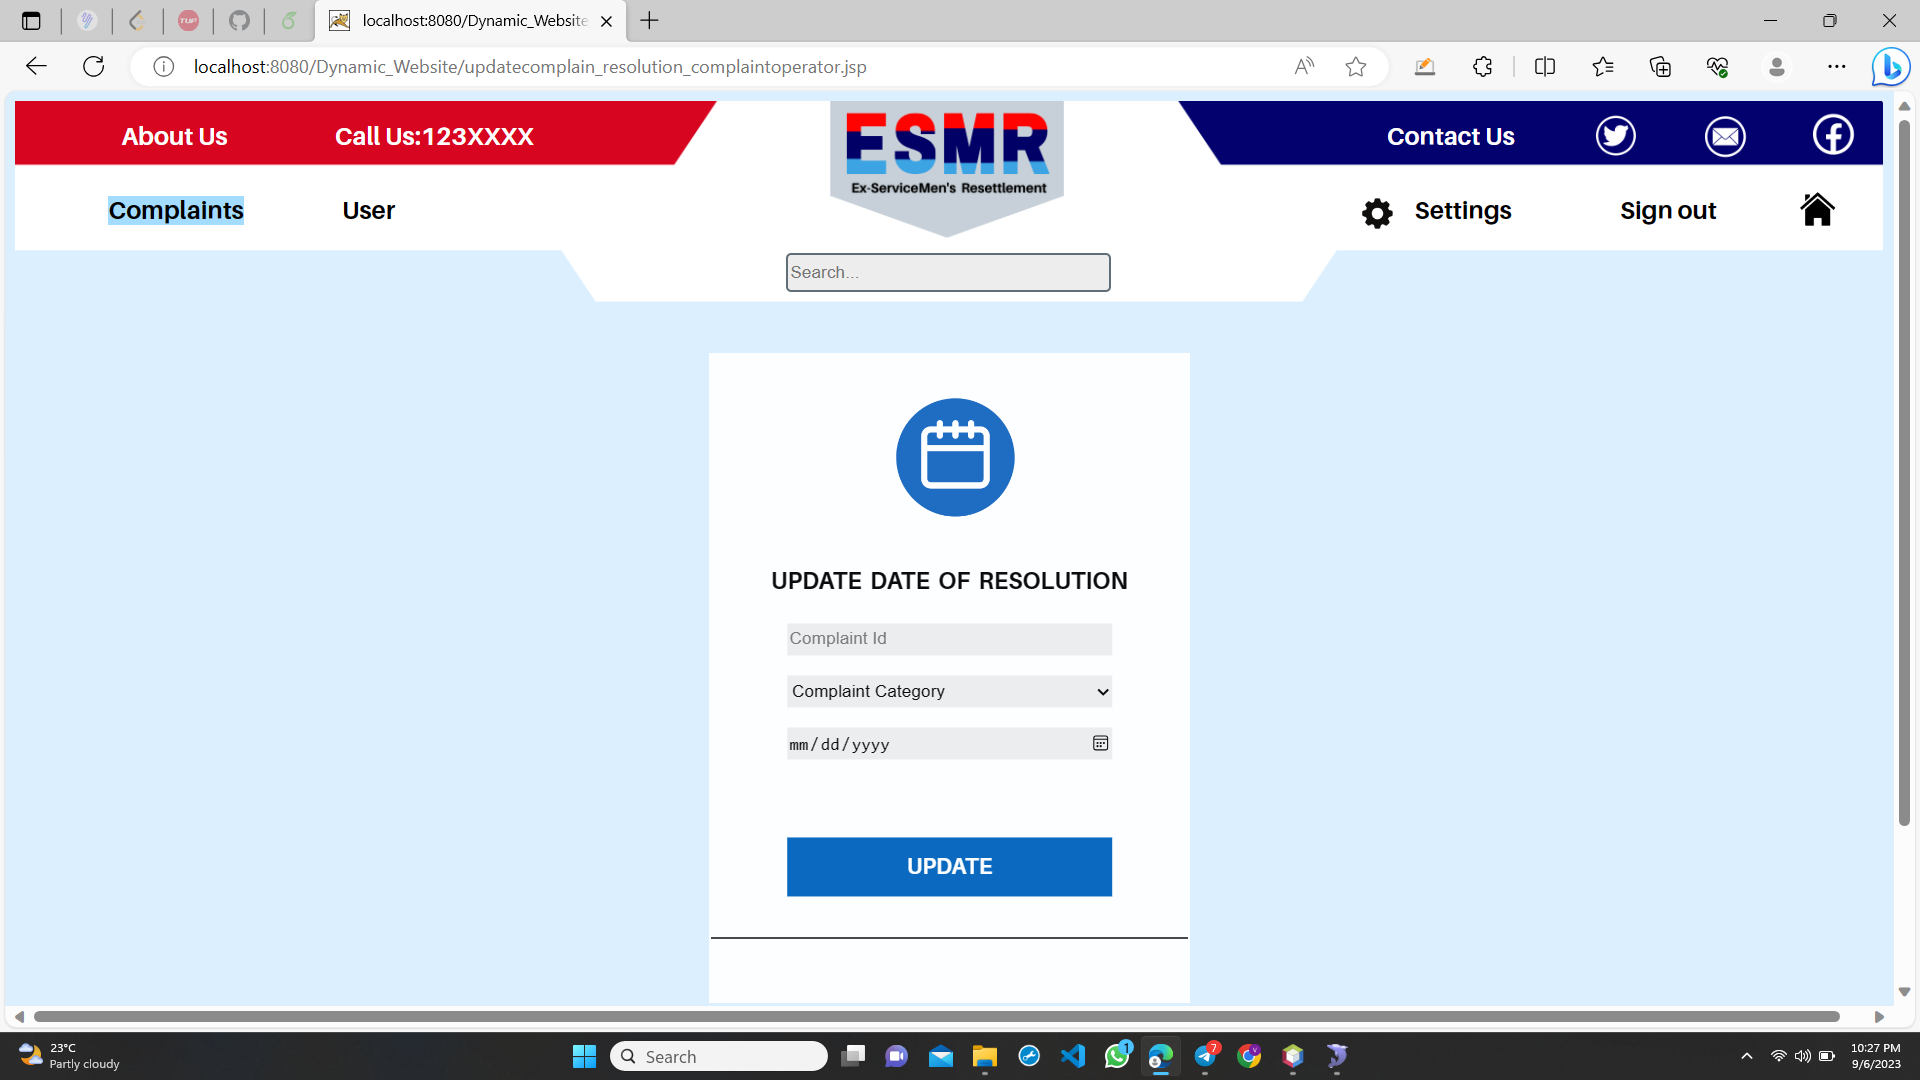 localhost:8080/Dynamic_Website
localhost:8080/Dynamic_Website/updatecomplain_resolution_complaintoperator.jsp
About Us
Call Us:123XXXX
ESMR
Ex-ServiceMen's Resettlement
Contact Us
Complaints
User
Settings
Sign out
Search...
UPDATE DATE OF RESOLUTION
Complaint Id
Complaint Category
mm/dd/yyyy
UPDATE
23°C
Partly cloudy
Search
1
7
10:27 PM
9/6/2023